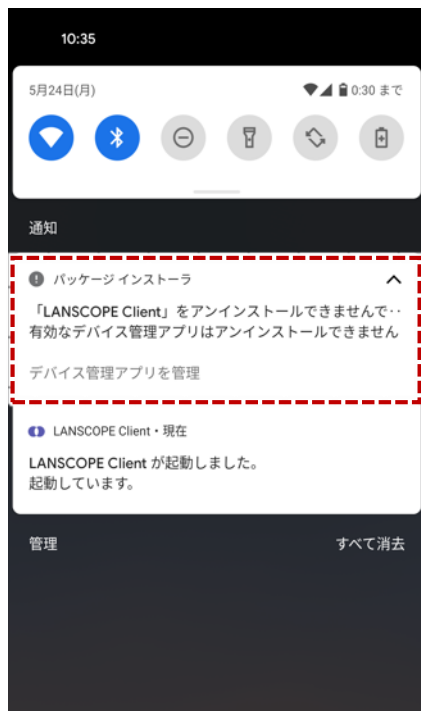 10:35
5月24日(月) 0:30 まで
通知
パッケージ インストーラ
「LANSCOPE Client」をアンインストールできませんで‥
有効なデバイス管理アプリはアンインストールできません
デバイス管理アプリを管理
LANSCOPE Client・現在
LANSCOPE Client が起動しました。
起動しています。
管理 すべて消去